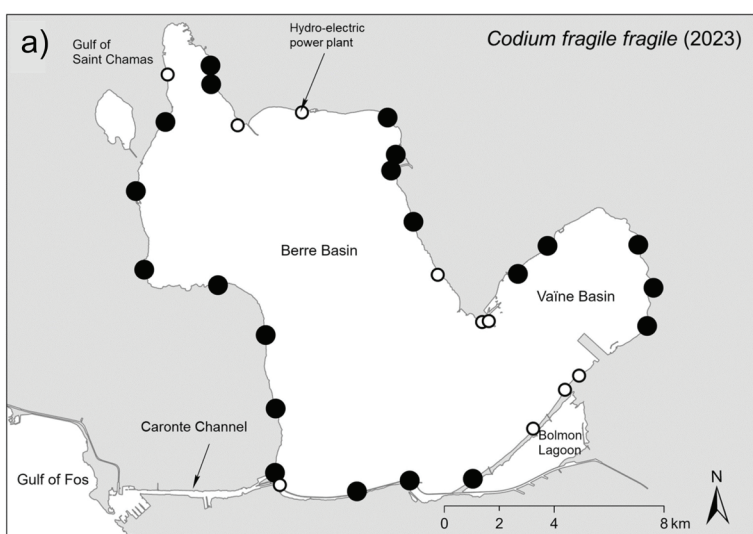 a)
Gulf of
Saint Chamas
Hydro-electric
power plant
Codium fragile fragile (2023)
Berre Basin
Vaïne Basin
Caronte Channel
Bolmon
Lagoon
Gulf of Fos
N
0 2 4 8 km